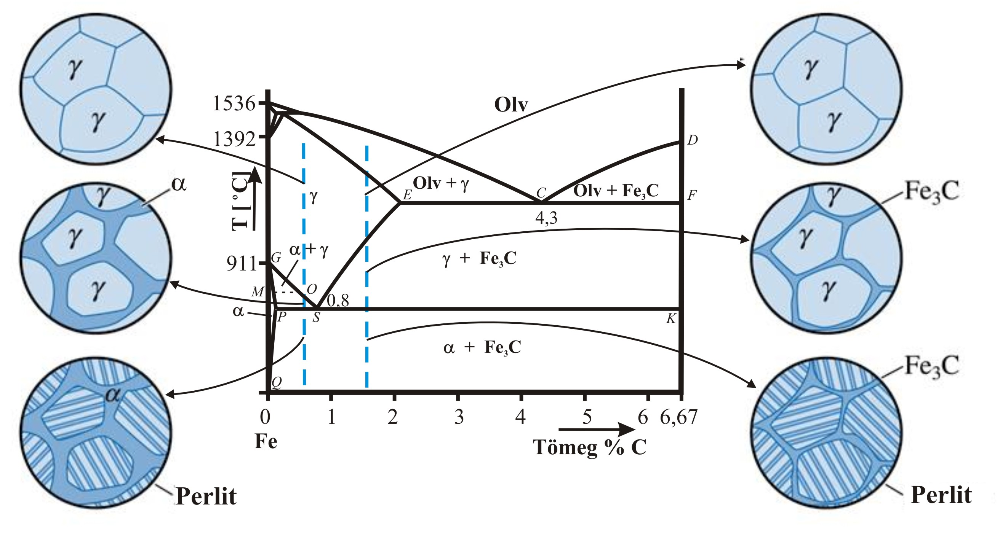 γ
γ
γ
γ
1536
Olv
1392
D
T [ °C]
α
γ
γ
γ
γ
E
Olv + γ
C
Olv + Fe₃C
F
4,3
γ
Fe₃C
γ
γ
911
G
α + γ
γ + Fe₃C
M
O
0,8
α
P
S
K
α + Fe₃C
Q
α
Perlit
Fe₃C
Perlit
0
1
2
3
4
5
6
6,67
Fe
Tömeg % C